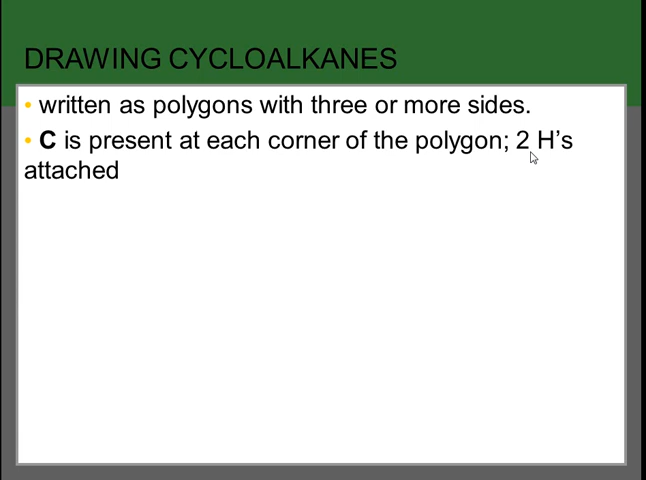 DRAWING CYCLOALKANES
• written as polygons with three or more sides.
• C is present at each corner of the polygon; 2 H’s
attached